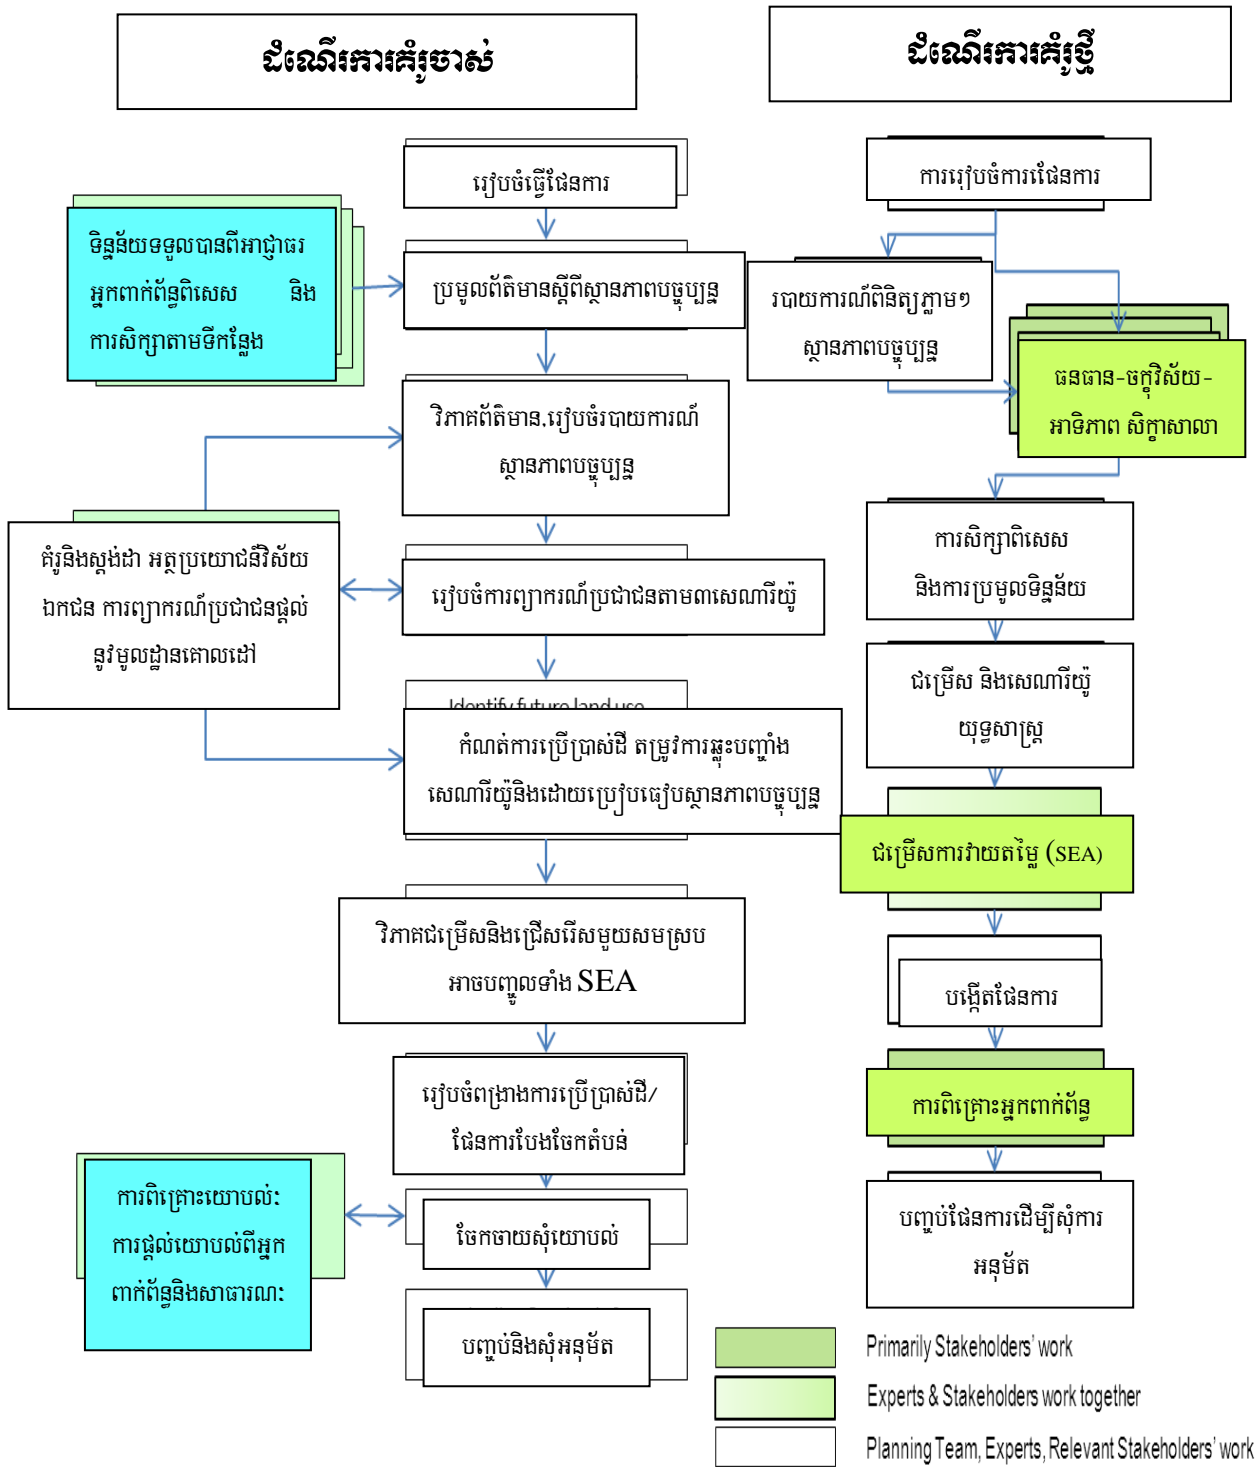 ដំណើរការគំរូចាស់
ដំណើរការគំរូថ្មី
រៀបចំធ្វើផែនការ
ទិន្នន័យទទួលបានពីអាជ្ញាធរ
អ្នកពាក់ព័ន្ធពិសេស និង
ការសិក្សាតាមទីកន្លែង
ប្រមូលព័ត៌មានស្តីពីស្ថានភាពបច្ចុប្បន្ន
វិភាគព័ត៌មាន,រៀបចំរបាយការណ៍
ស្ថានភាពបច្ចុប្បន្ន
គំរូនិងស្តង់ដា អត្ថប្រយោជន៍វិស័យ
ឯកជន ការព្យាករណ៍ប្រជាជនផ្តល់
នូវមូលដ្ឋានគោលដៅ
រៀបចំការព្យាករណ៍ប្រជាជនតាម៣សេណារីយ៉ូ
Identify future land use
កំណត់ការប្រើប្រាស់ដី តម្រូវការឆ្លុះបញ្ចាំង
សេណារីយ៉ូនិងដោយប្រៀបធៀបស្ថានភាពបច្ចុប្បន្ន
វិភាគជម្រើសនិងជ្រើសរើសមួយសមស្រប
អាចបញ្ចូលទាំង SEA
រៀបចំពង្រាងការប្រើប្រាស់ដី/
ផែនការបែងចែកតំបន់
ការពិគ្រោះយោបល់:
ការផ្តល់យោបល់ពីអ្នក
ពាក់ព័ន្ធនិងសាធារណ:
ចែកចាយសុំយោបល់
បញ្ចប់និងសុំអនុម័ត
ការរៀបចំការផែនការ
របាយការណ៍ពិនិត្យភ្លាមៗ
ស្ថានភាពបច្ចុប្បន្ន
ធនធាន-ចក្ខុវិស័យ-
អាទិភាព សិក្ខាសាលា
ការសិក្សាពិសេស
និងការប្រមូលទិន្នន័យ
ជម្រើស និងសេណារីយ៉ូ
យុទ្ធសាស្ត្រ
ជម្រើសការវាយតម្លៃ (SEA)
បង្កើតផែនការ
ការពិគ្រោះអ្នកពាក់ព័ន្ធ
បញ្ចប់ផែនការដើម្បីសុំការ
អនុម័ត
Primarily Stakeholders' work
Experts & Stakeholders work together
Planning Team, Experts, Relevant Stakeholders' work